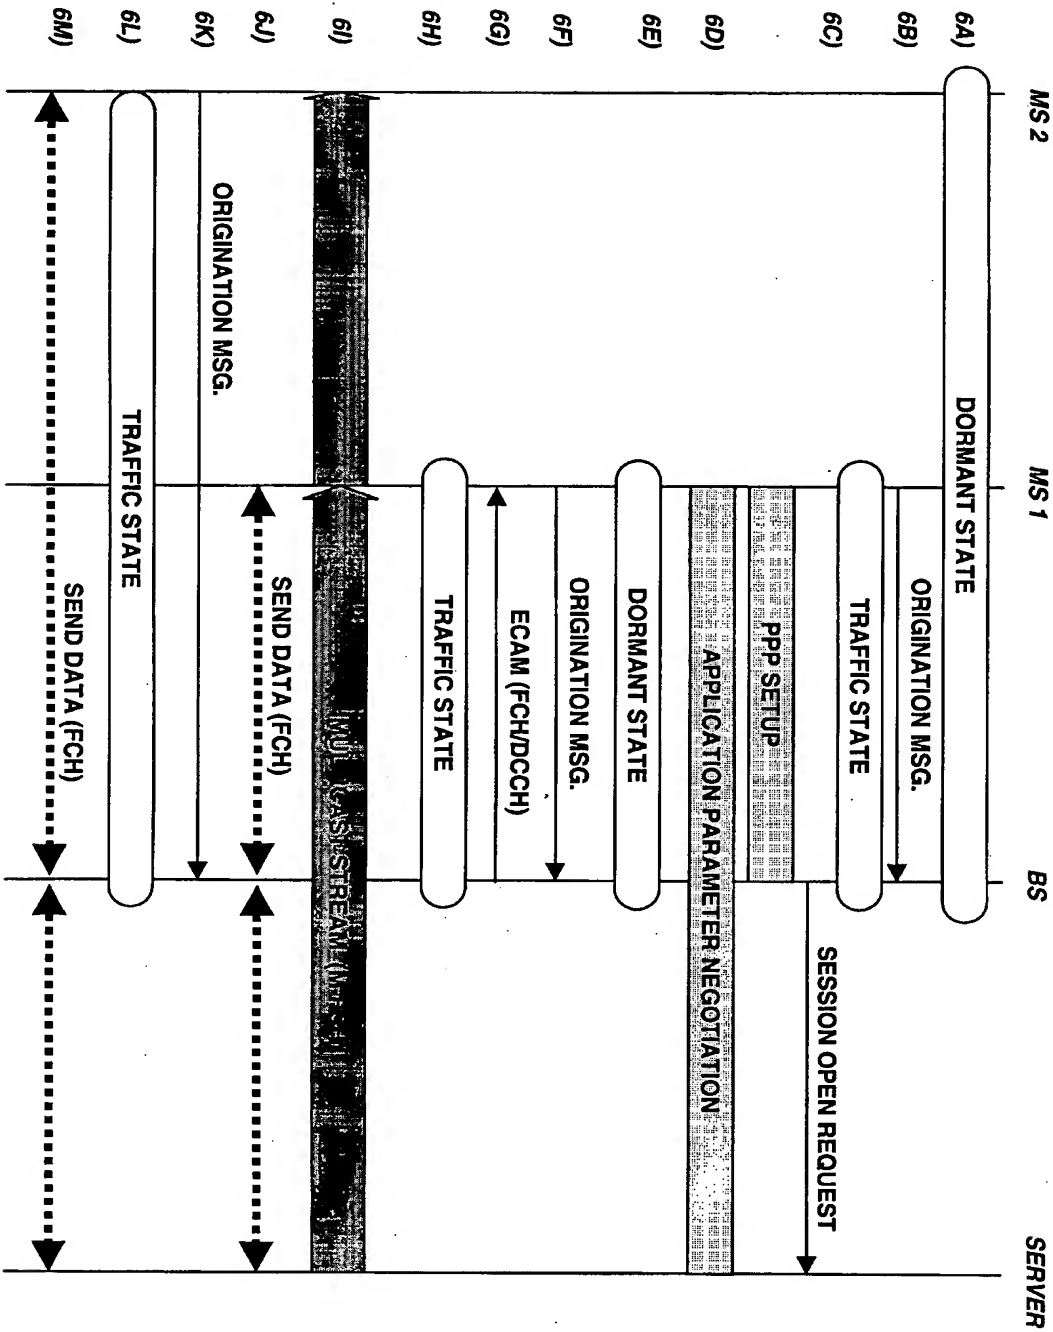 MS 2
MS 1
BS
SERVER
6A)
DORMANT STATE
6B)
ORIGINATION MSG.
6C)
TRAFFIC STATE
SESSION OPEN REQUEST
PPP SETUP
6D)
APPLICATION PARAMETER NEGOTIATION
6E)
DORMANT STATE
6F)
ORIGINATION MSG.
6G)
ECAM (FCH/DCCH)
6H)
TRAFFIC STATE
6I)
STREAM
6J)
SEND DATA (FCH)
6K)
ORIGINATION MSG.
6L)
TRAFFIC STATE
6M)
SEND DATA (FCH)